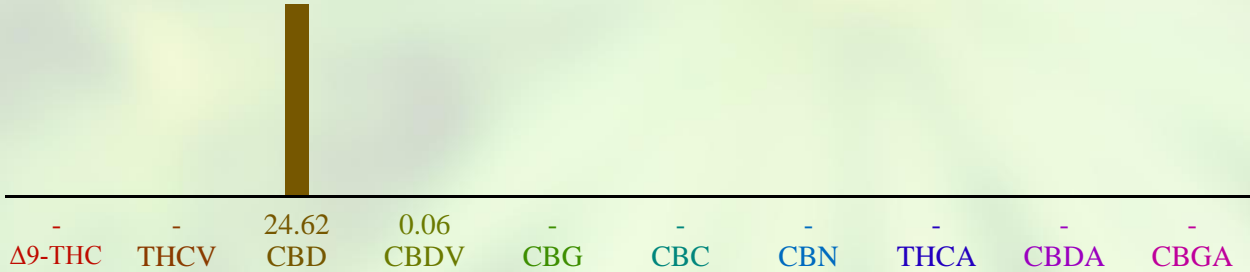 - - 24.62 0.06 - - - - - -
Δ9-THC THCV CBD CBDV CBG CBC CBN THCA CBDA CBGA